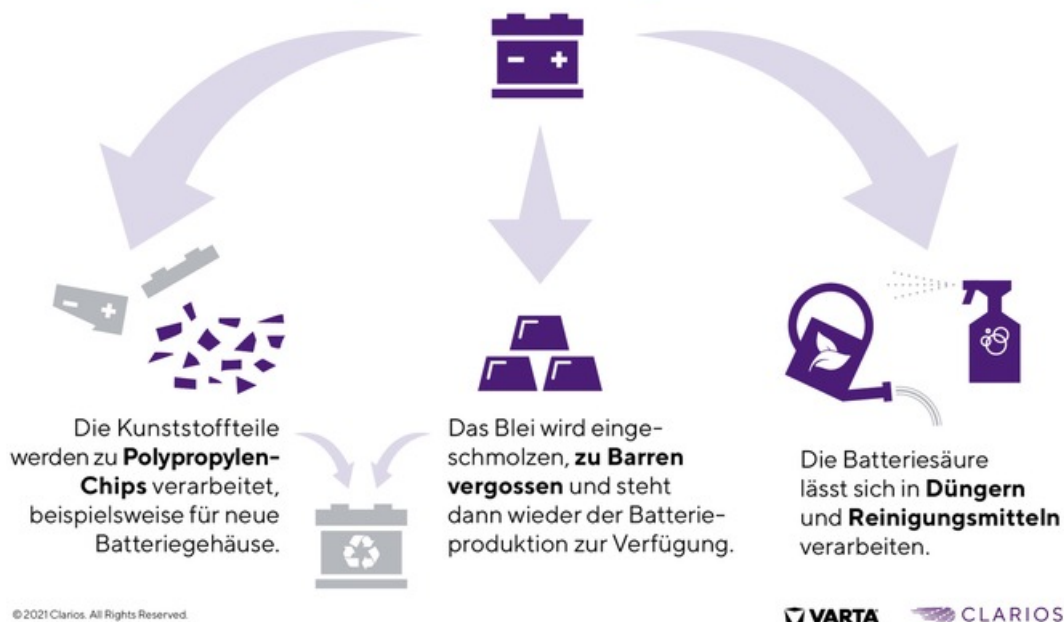 Die Kunststoffteile
werden zu Polypropylen-
Chips verarbeitet,
beispielsweise für neue
Batteriegehäuse.
Das Blei wird einge-
schmolzen, zu Barren
vergossen und steht
dann wieder der Batterie-
produktion zur Verfügung.
Die Batteriesäure
lässt sich in Düngern
und Reinigungsmitteln
verarbeiten.
©2021 Clarios. All Rights Reserved.
VARTA
CLARIOS